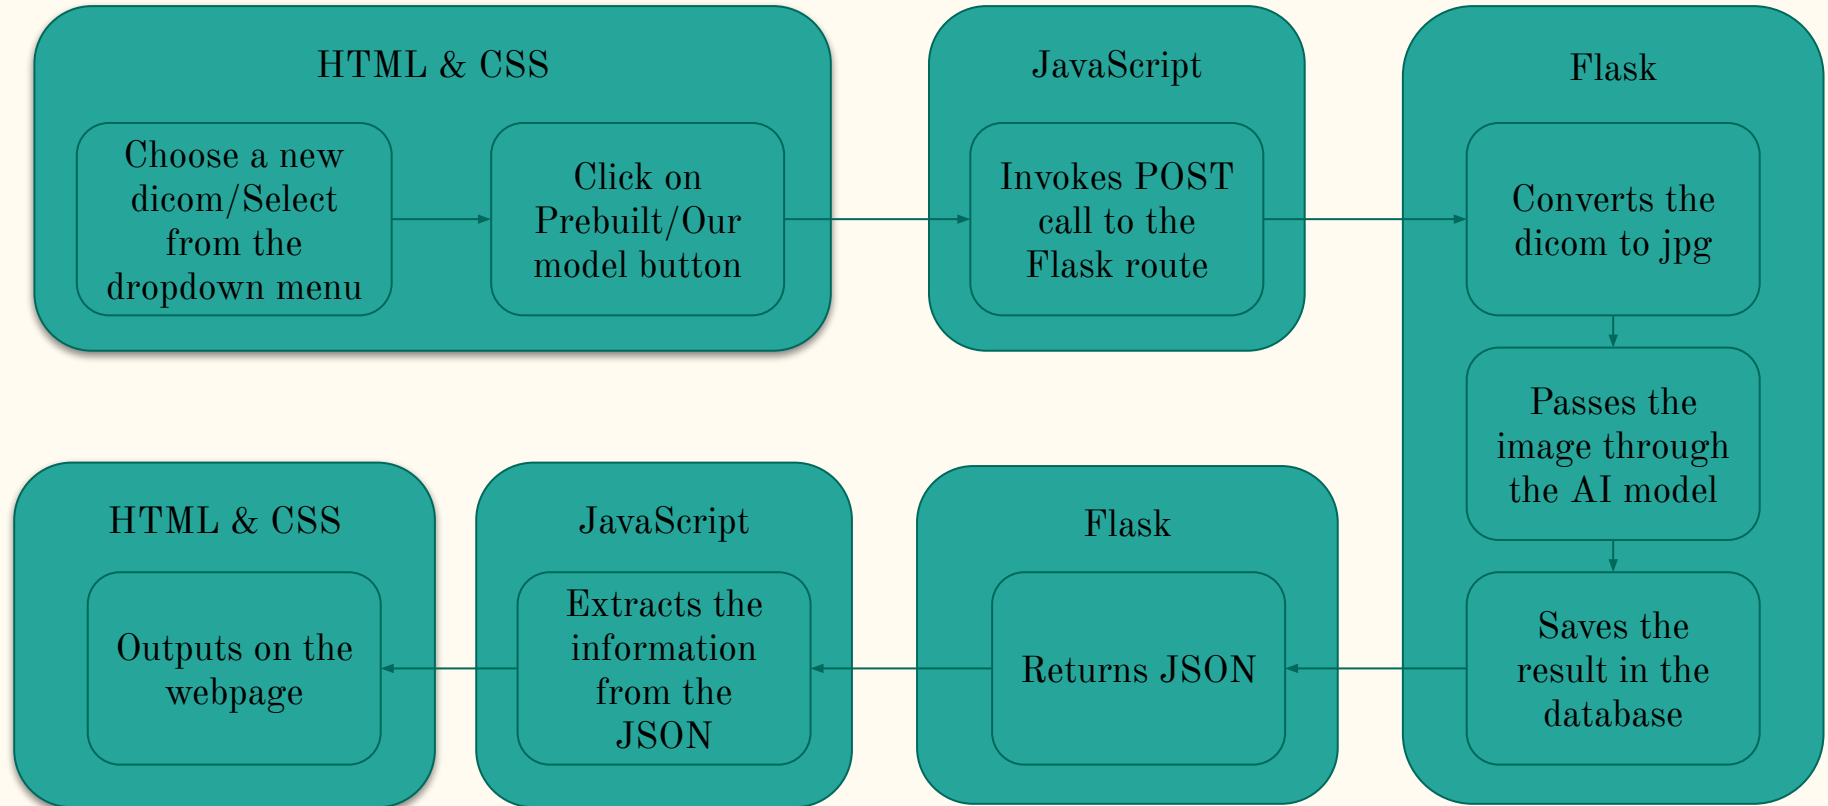 HTML & CSS
Choose a new
dicom/Select
from the
dropdown menu
Click on
Prebuilt/Our
model button
JavaScript
Invokes POST
call to the
Flask route
Flask
Converts the
dicom to jpg
Passes the
image through
the AI model
Saves the
result in the
database
Flask
Returns JSON
JavaScript
Extracts the
information
from the
JSON
HTML & CSS
Outputs on the
webpage